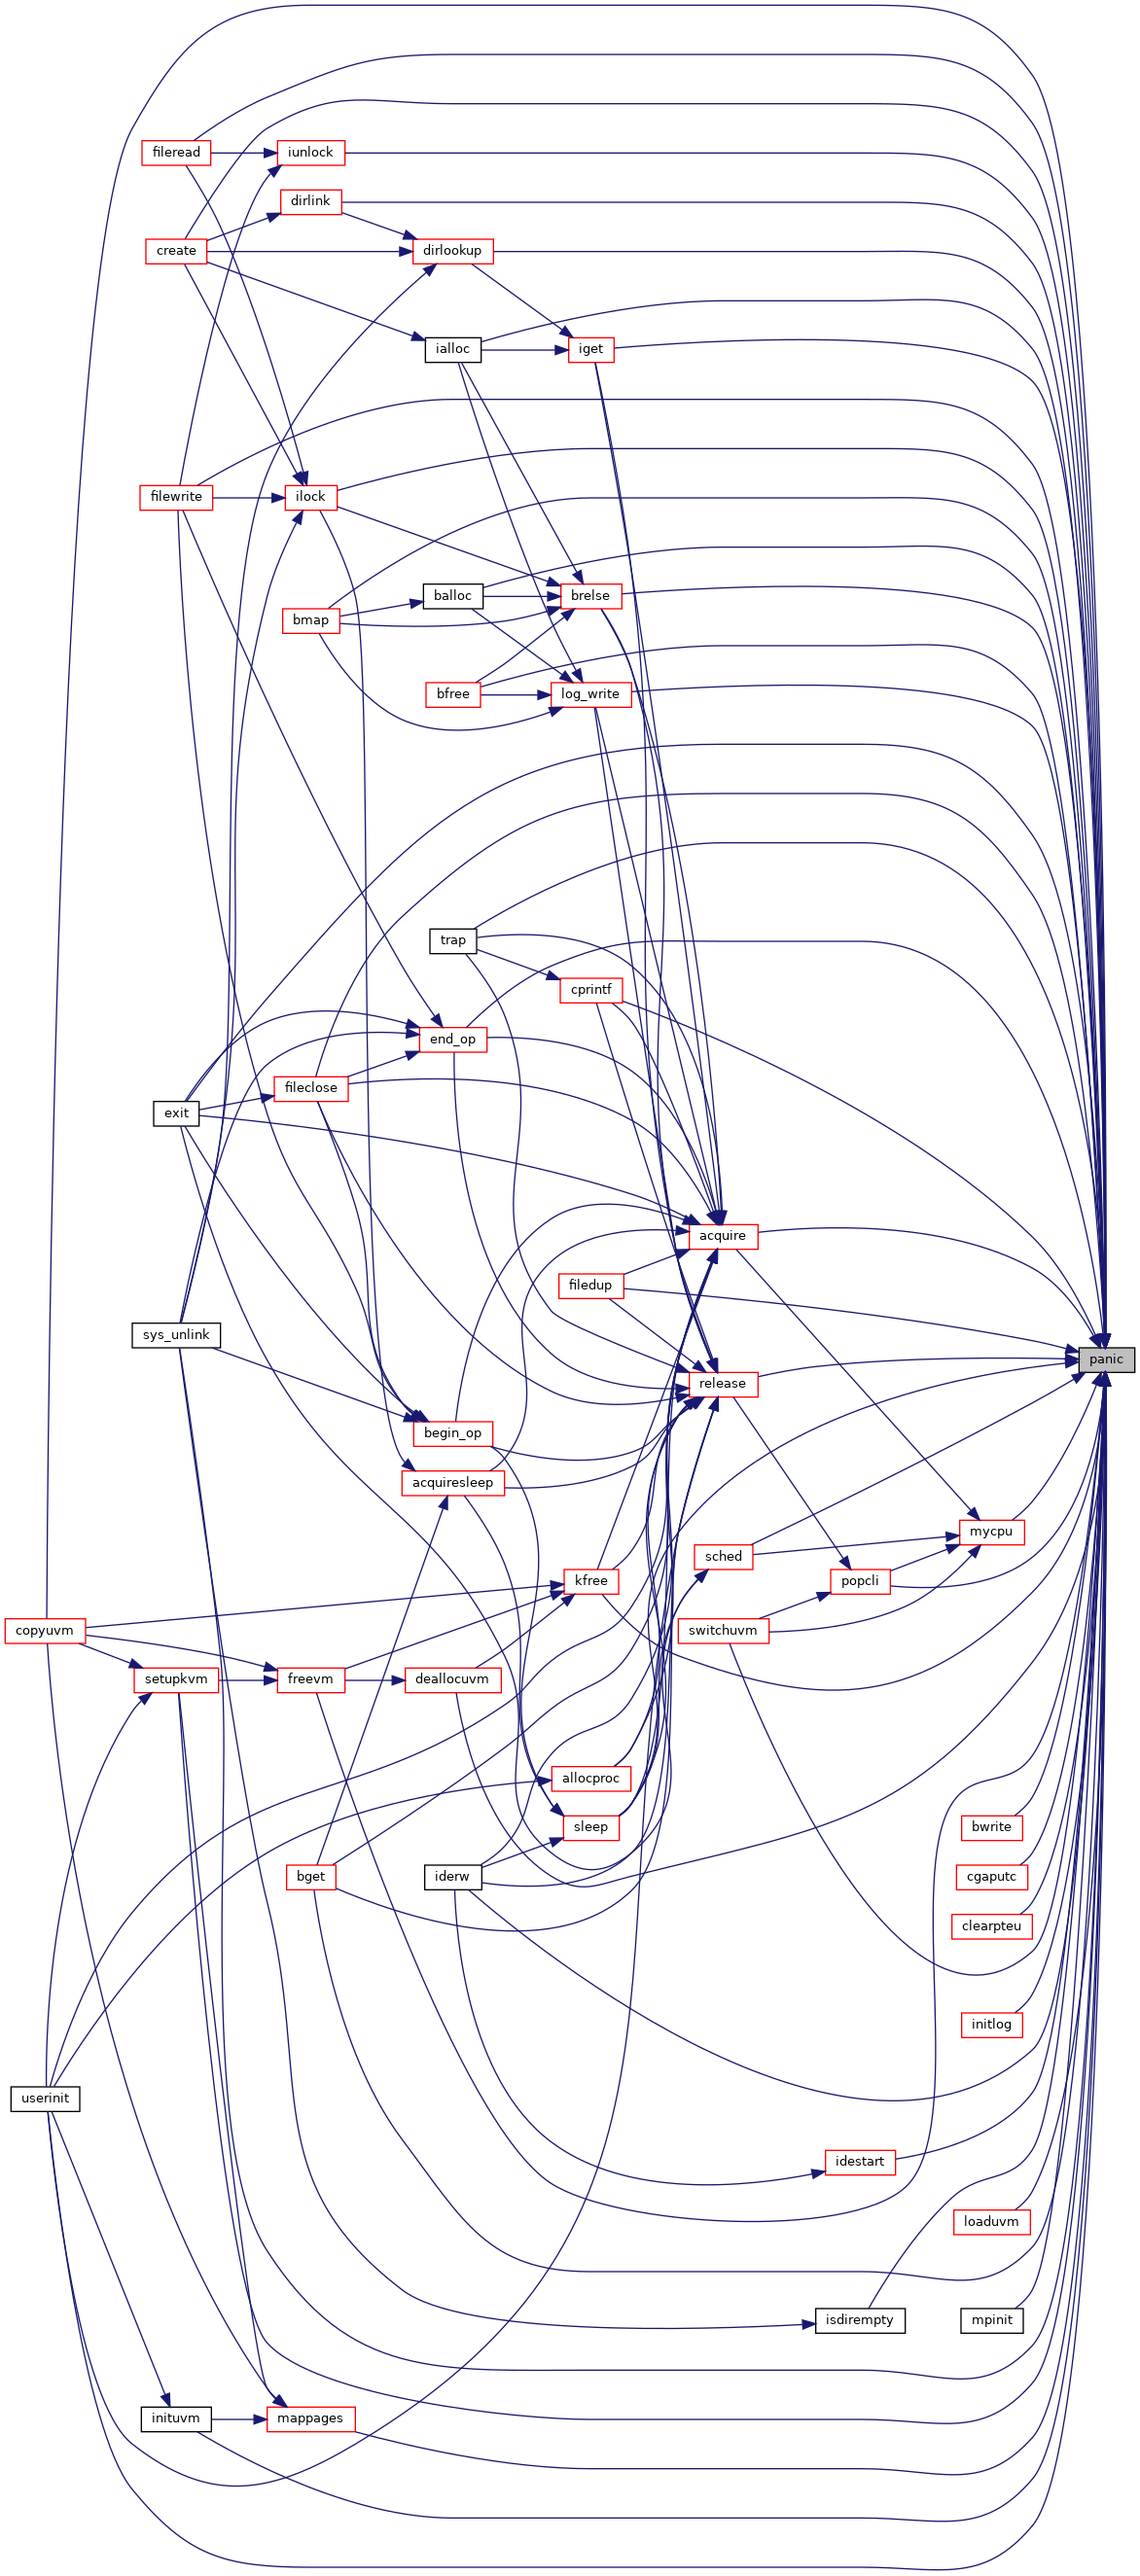 fileread
iunlock
dirlink
create
dirlookup
ialloc
iget
filewrite
ilock
balloc
brelse
bmap
bfree
log_write
trap
cprintf
end_op
fileclose
exit
acquire
filedup
sys_unlink
panic
release
begin_op
acquiresleep
mycpu
sched
kfree
popcli
copyuvm
switchuvm
setupkvm
freevm
deallocuvm
allocproc
sleep
bwrite
bget
iderw
cgaputc
clearpteu
initlog
userinit
idestart
loaduvm
isdirempty
mpinit
inituvm
mappages